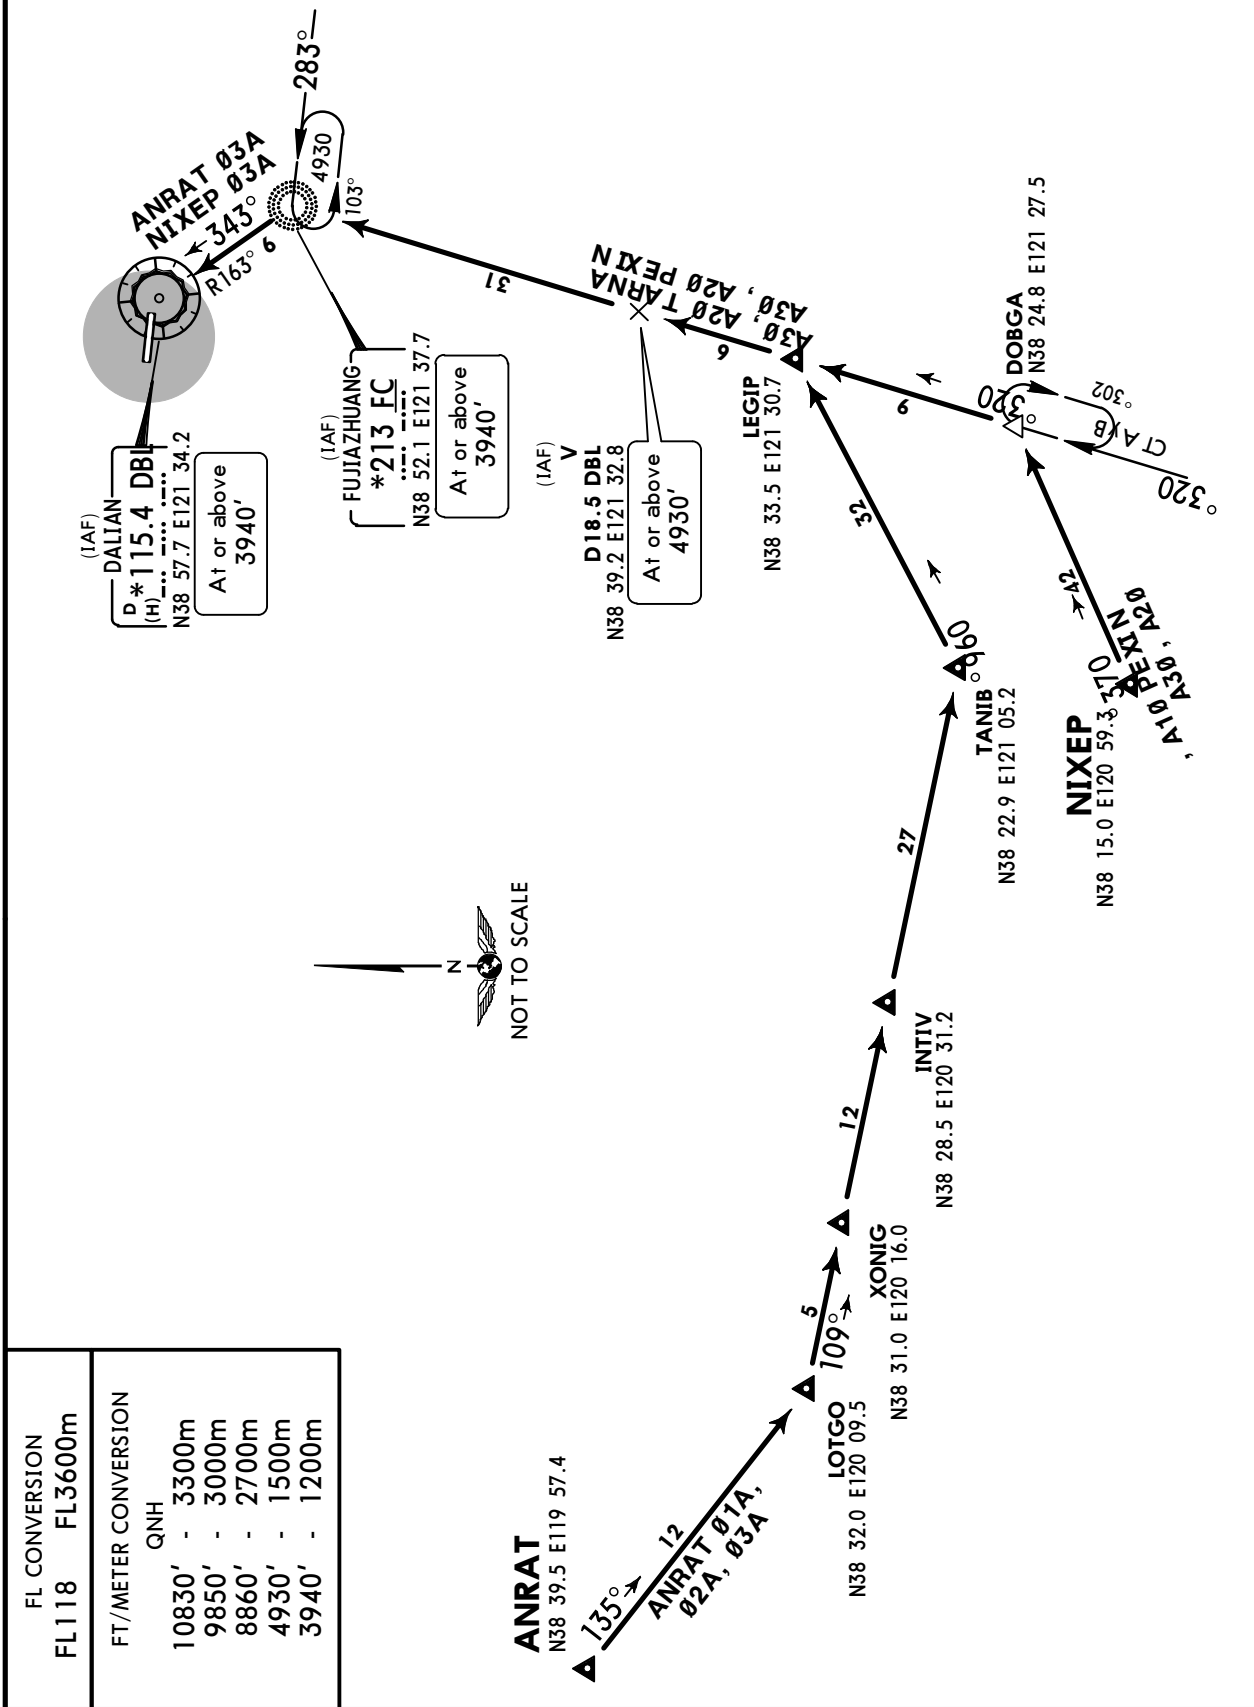 FL CONVERSION
FL118 FL3600m
FT/METER CONVERSION
QNH
10830' - 3300m
9850' - 3000m
8860' - 2700m
4930' - 1500m
3940' - 1200m
NOT TO SCALE
N
ANRAT
N38 39.5 E119 57.4
135°
12
ANRAT Ø1A,
Ø2A, Ø3A
LOTGO
N38 32.0 E120 09.5
5
109°
XONIG
N38 31.0 E120 16.0
12
INTIV
N38 28.5 E120 31.2
27
TANIB
N38 22.9 E121 05.2
°960
32
NIXEP
N38 15.0 E120 59.3
°370
42
, A1Ø PEXIN
A3Ø, A2Ø
DOBGA
N38 24.8 E121 27.5
°320
°302
CT A/B
°320
9
LEGIP
N38 33.5 E121 30.7
A3Ø, A2Ø TARNA
A3Ø, A2Ø PEXIN
6
(IAF)
V
D18.5 DBL
N38 39.2 E121 32.8
At or above
4930'
31
(IAF)
FUJIAZHUANG
*213 FC
N38 52.1 E121 37.7
At or above
3940'
283°
4930
103°
ANRAT Ø3A
NIXEP Ø3A
343°
R163°
6
(IAF)
DALIAN
D
(H)
*115.4 DBL
N38 57.7 E121 34.2
At or above
3940'